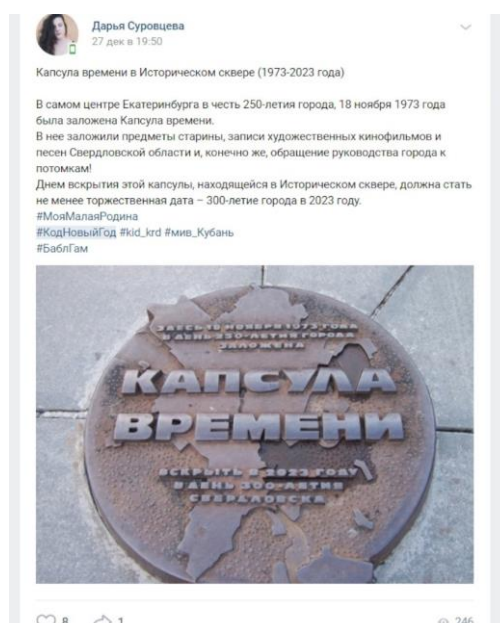 Дарья Суровцева
27 дек в 19:50
Капсула времени в Историческом сквере (1973-2023 года)
В самом центре Екатеринбурга в честь 250-летия города, 18 ноября 1973 года
была заложена Капсула времени.
В нее заложили предметы старины, записи художественных кинофильмов и
песен Свердловской области и, конечно же, обращение руководства города к
потомкам!
Днем вскрытия этой капсулы, находящейся в Историческом сквере, должна стать
не менее торжественная дата – 300-летие города в 2023 году.
#МояМалаяРодина
#КодНовыйГод #kid_krd #мив_Кубань
#БаблГам
ЗДЕСЬ 18 НОЯБРЯ 1973 ГОДА
В ДЕНЬ 250-ЛЕТИЯ ГОРОДА
ЗАЛОЖЕНА
КАПСУЛА
ВРЕМЕНИ
ВСКРЫТЬ В 2023 ГОДУ
В ДЕНЬ 300-ЛЕТИЯ
СВЕРДЛОВСКА
8 1 246